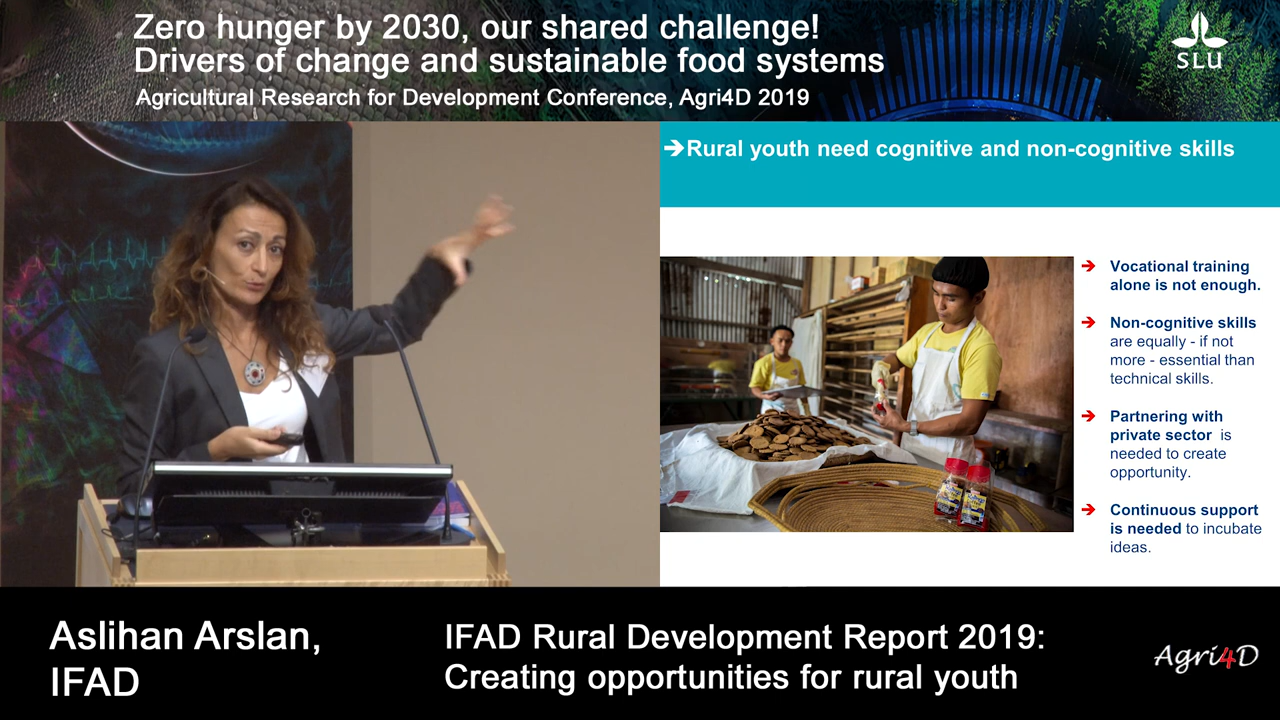 Zero hunger by 2030, our shared challenge!
Drivers of change and sustainable food systems
Agricultural Research for Development Conference, Agri4D 2019
SLU
➔Rural youth need cognitive and non-cognitive skills
➔ Vocational training
alone is not enough.
➔ Non-cognitive skills
are equally - if not
more - essential than
technical skills.
➔ Partnering with
private sector is
needed to create
opportunity.
➔ Continuous support
is needed to incubate
ideas.
Aslihan Arslan,
IFAD
IFAD Rural Development Report 2019:
Creating opportunities for rural youth
Agri4D